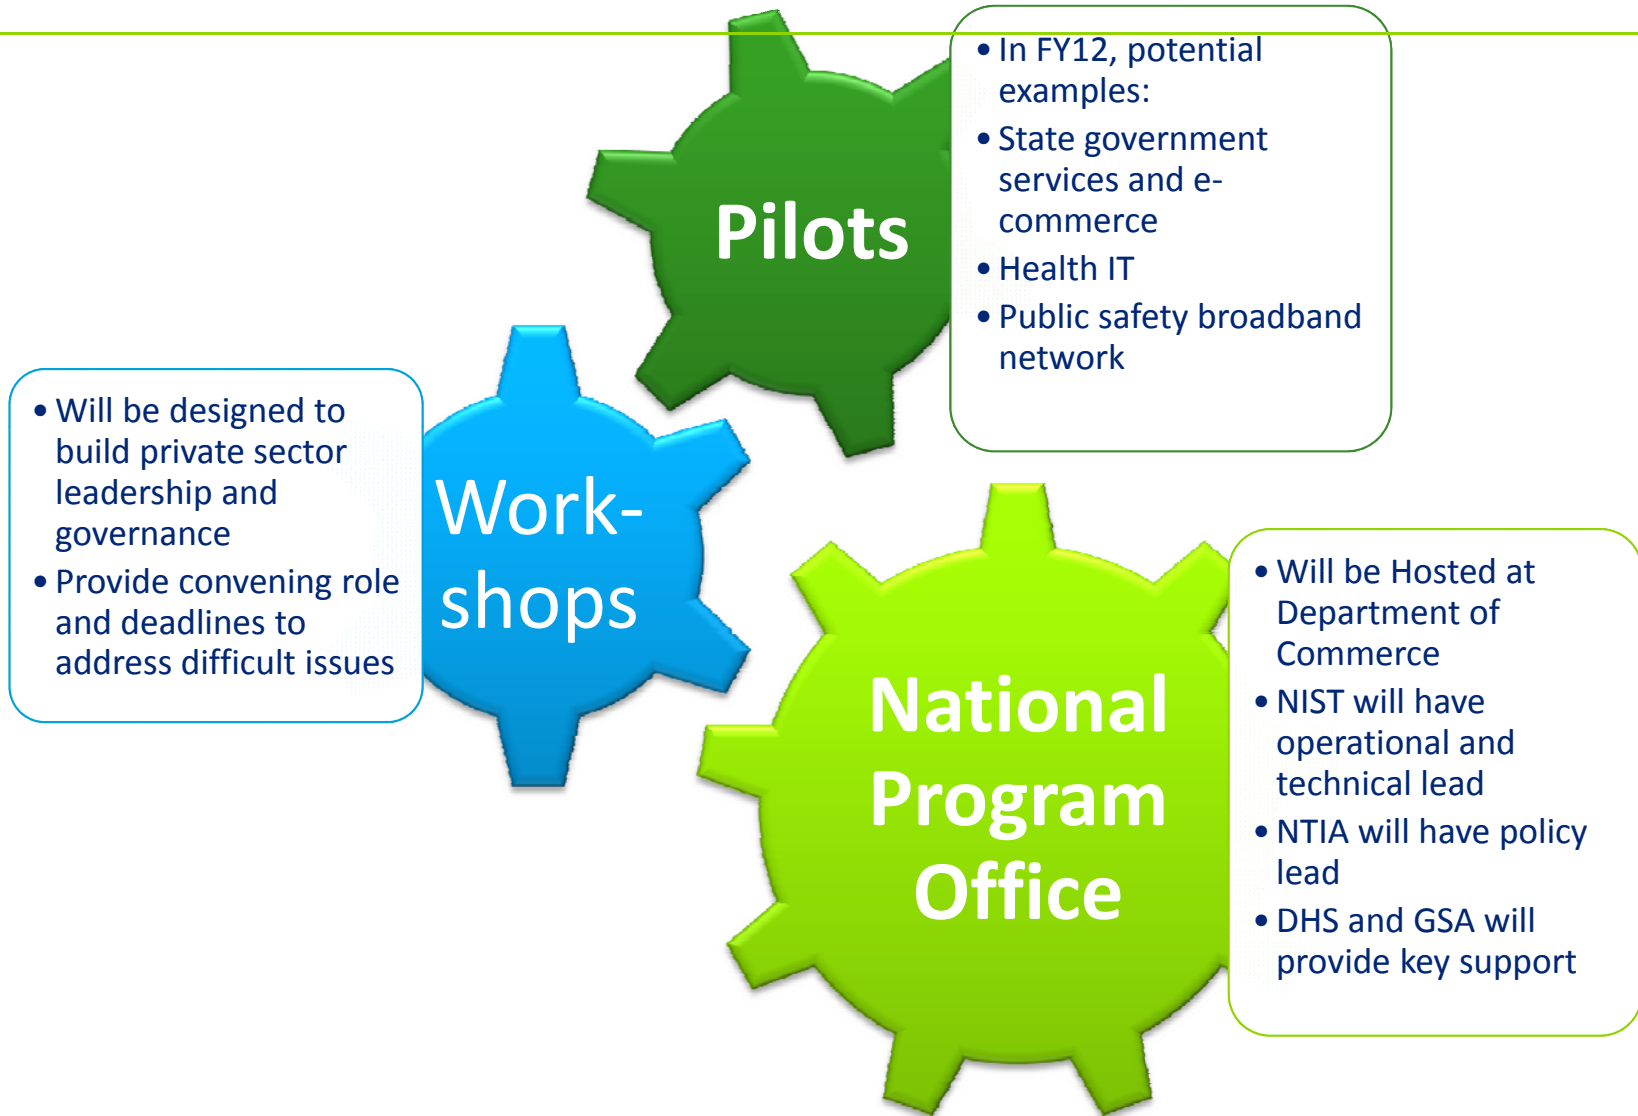 Pilots
• In FY12, potential
examples:
• State government
services and e-
commerce
• Health IT
• Public safety broadband
network
• Will be designed to
build private sector
leadership and
governance
• Provide convening role
and deadlines to
address difficult issues
Work-
shops
National
Program
Office
• Will be Hosted at
Department of
Commerce
• NIST will have
operational and
technical lead
• NTIA will have policy
lead
• DHS and GSA will
provide key support